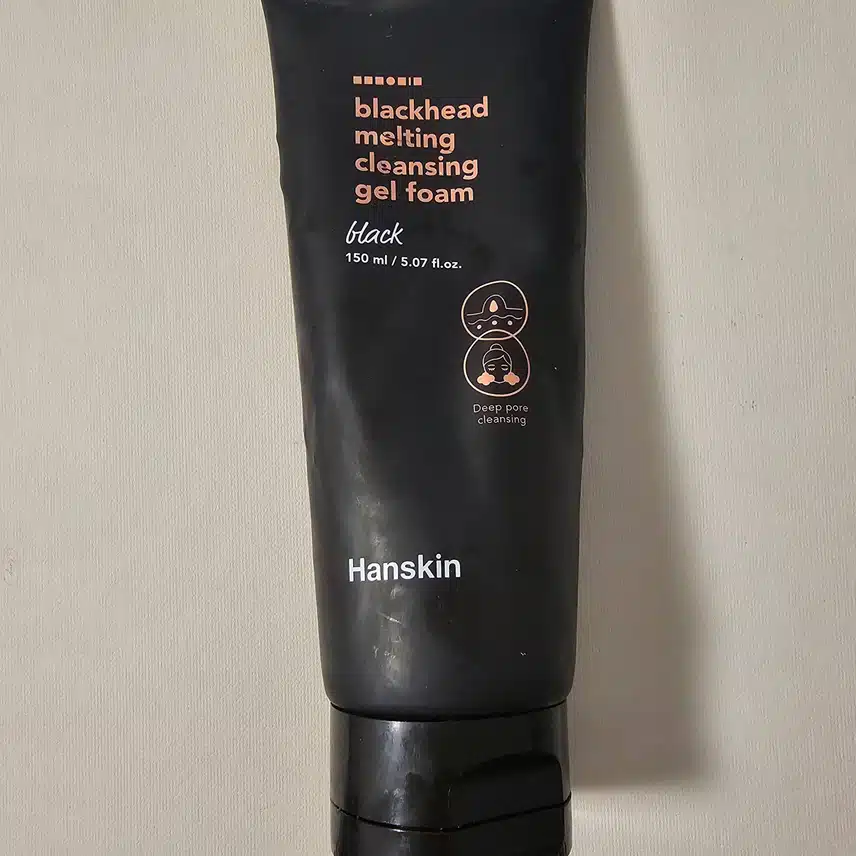 blackhead
melting
cleansing
gel foam
black
150 ml / 5.07 fl.oz.
Deep pore
cleansing
Hanskin